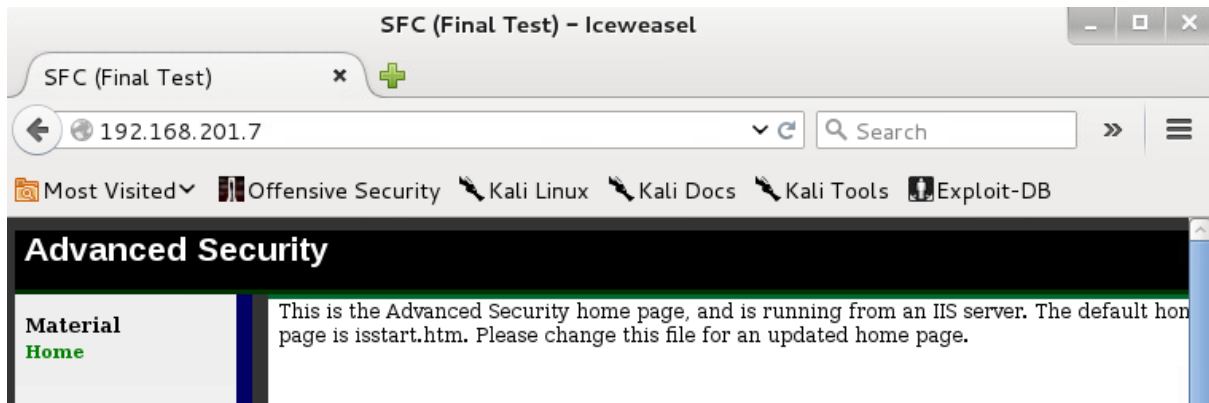 SFC (Final Test) – Iceweasel
SFC (Final Test)
192.168.201.7
Search
Most Visited Offensive Security Kali Linux Kali Docs Kali Tools Exploit-DB
Advanced Security
Material
Home
This is the Advanced Security home page, and is running from an IIS server. The default hom
page is isstart.htm. Please change this file for an updated home page.